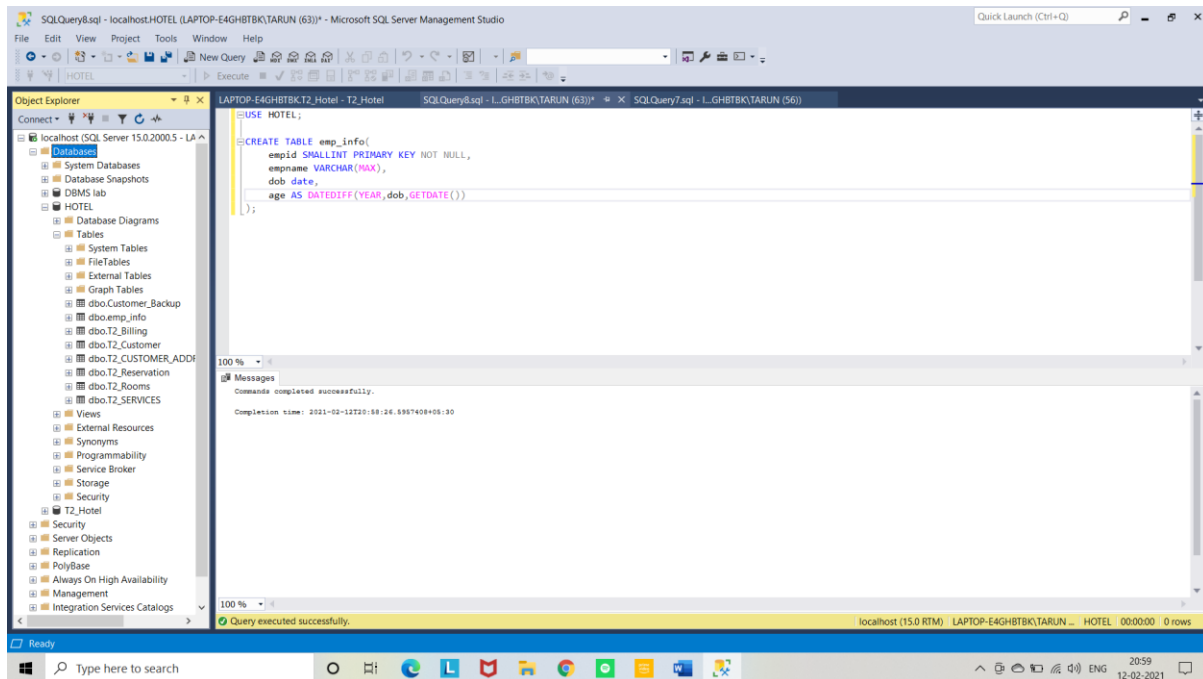 SQLQuery8.sql - localhost.HOTEL (LAPTOP-E4GHBTBK\TARUN (63))* - Microsoft SQL Server Management Studio
Quick Launch (Ctrl+Q)
File Edit View Project Tools Window Help
New Query
HOTEL
Execute
Object Explorer
Connect
localhost (SQL Server 15.0.2000.5 - LA
Databases
System Databases
Database Snapshots
DBMS lab
HOTEL
Database Diagrams
Tables
System Tables
FileTables
External Tables
Graph Tables
dbo.Customer_Backup
dbo.emp_info
dbo.T2_Billing
dbo.T2_Customer
dbo.T2_CUSTOMER_ADDR
dbo.T2_Reservation
dbo.T2_Rooms
dbo.T2_SERVICES
Views
External Resources
Synonyms
Programmability
Service Broker
Storage
Security
T2_Hotel
Security
Server Objects
Replication
PolyBase
Always On High Availability
Management
Integration Services Catalogs
LAPTOP-E4GHBTBK.T2_Hotel - T2_Hotel
SQLQuery8.sql - l...GHBTBK\TARUN (63))*
SQLQuery7.sql - l...GHBTBK\TARUN (56))
USE HOTEL;
CREATE TABLE emp_info(
empid SMALLINT PRIMARY KEY NOT NULL,
empname VARCHAR(MAX),
dob date,
age AS DATEDIFF(YEAR,dob,GETDATE())
);
100 %
Messages
Commands completed successfully.
Completion time: 2021-02-12T20:58:26.5957408+05:30
100 %
Query executed successfully.
localhost (15.0 RTM) LAPTOP-E4GHBTBK\TARUN ... HOTEL 00:00:00 0 rows
Ready
Type here to search
ENG
20:59
12-02-2021